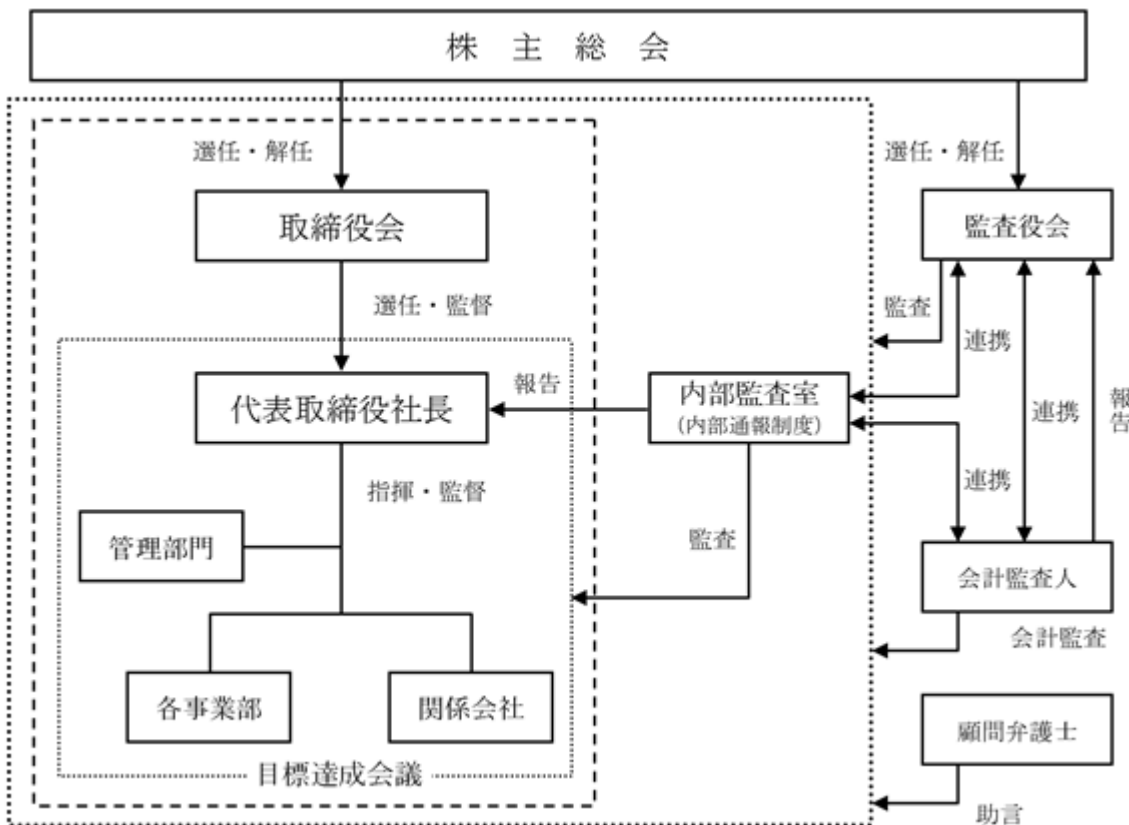 株主総会
選任・解任
選任・解任
取締役会
監査役会
選任・監督
監査
連携
代表取締役社長
報告
内部監査室
(内部通報制度)
連携
報告
指揮・監督
連携
管理部門
監査
会計監査人
会計監査
各事業部
関係会社
顧問弁護士
目標達成会議
助言